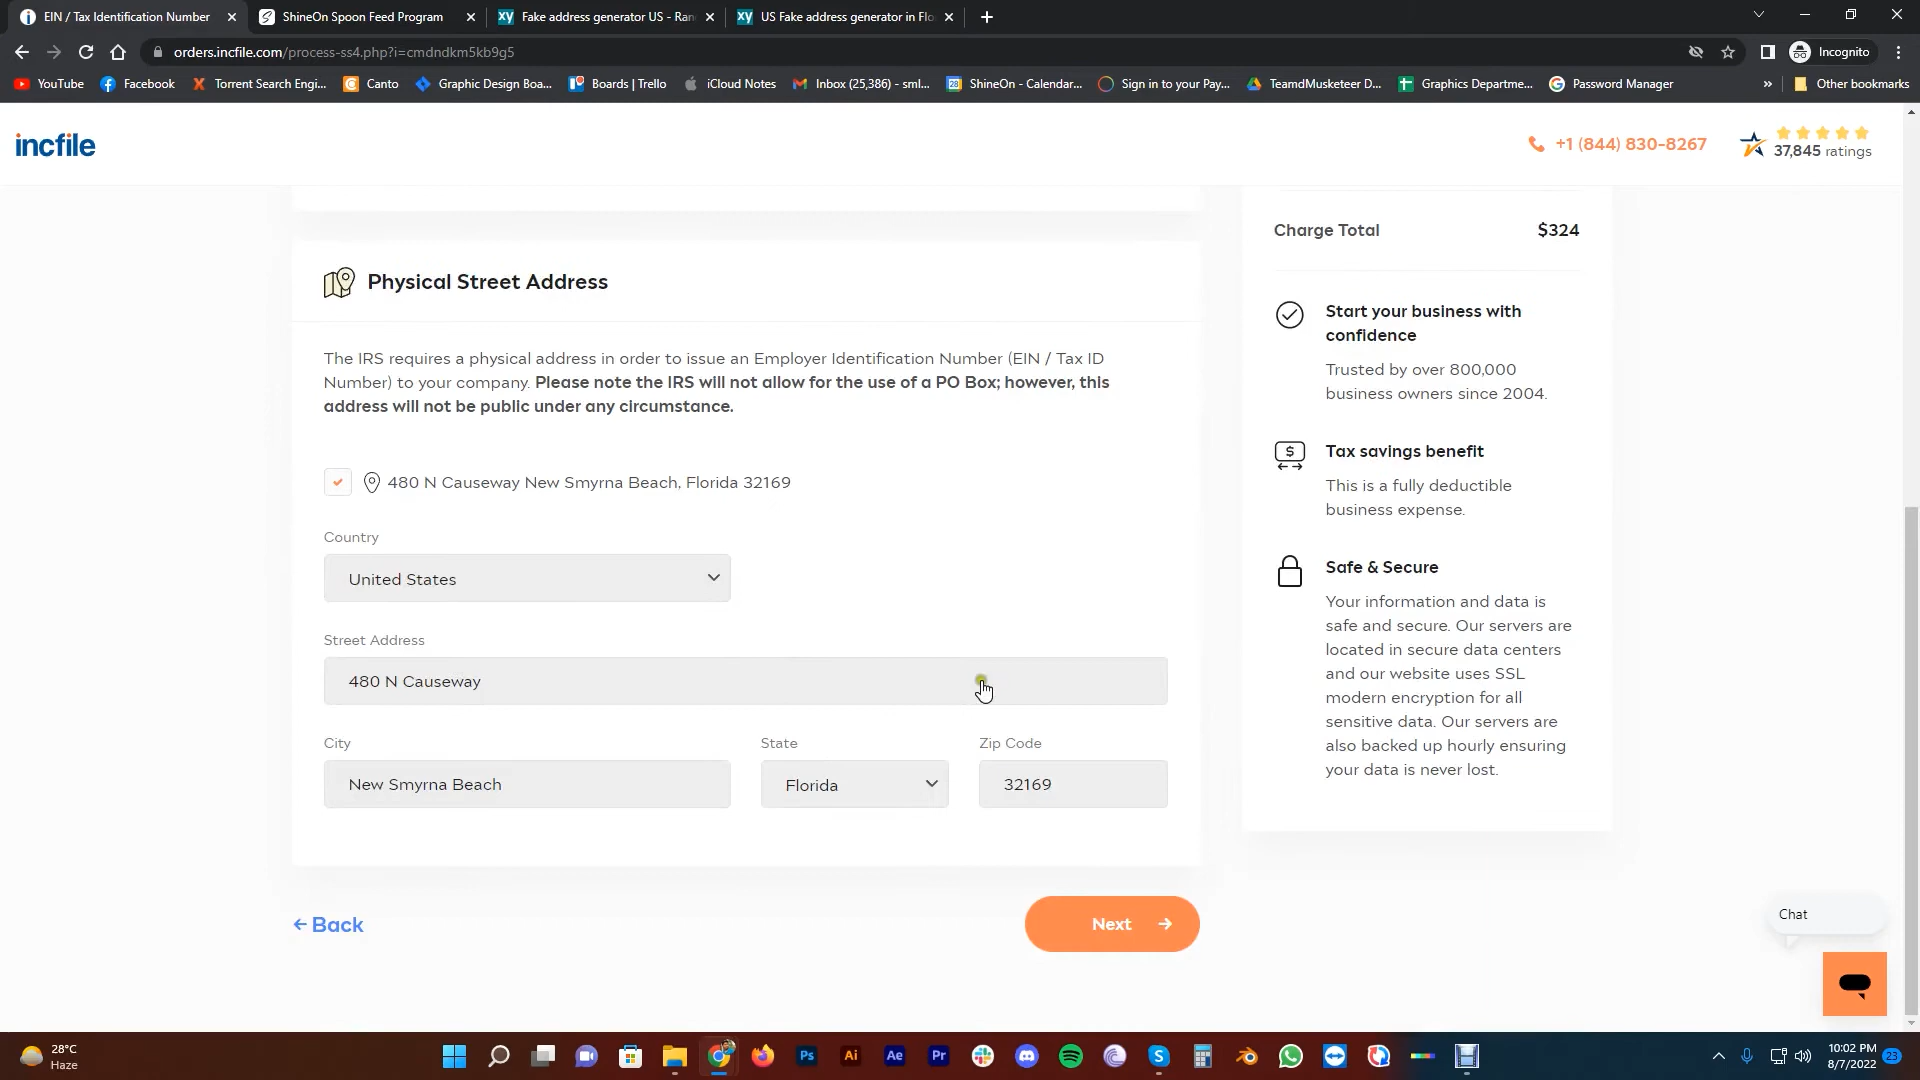 EIN / Tax Identification Number
ShineOn Spoon Feed Program
Fake address generator US - Ran
US Fake address generator in Flo
orders.incfile.com/process-ss4.php?i=cmdndkm5kb9g5
Incognito
YouTube
Facebook
Torrent Search Engi...
Canto
Graphic Design Boa...
Boards | Trello
iCloud Notes
Inbox (25,386) - sml...
ShineOn - Calendar...
Sign in to your Pay...
TeamdMusketeer D...
Graphics Departme...
Password Manager
»
Other bookmarks
incfile
+1 (844) 830-8267
37,845 ratings
Charge Total $324
Physical Street Address
The IRS requires a physical address in order to issue an Employer Identification Number (EIN / Tax ID
Number) to your company. Please note the IRS will not allow for the use of a PO Box; however, this
address will not be public under any circumstance.
480 N Causeway New Smyrna Beach, Florida 32169
Country
United States
Street Address
480 N Causeway
City
State
Zip Code
New Smyrna Beach
Florida
32169
← Back
Next →
Start your business with
confidence
Trusted by over 800,000
business owners since 2004.
Tax savings benefit
This is a fully deductible
business expense.
Safe & Secure
Your information and data is
safe and secure. Our servers are
located in secure data centers
and our website uses SSL
modern encryption for all
sensitive data. Our servers are
also backed up hourly ensuring
your data is never lost.
Chat
28°C
Haze
Ps
Ai
Ae
Pr
10:02 PM
8/7/2022
23